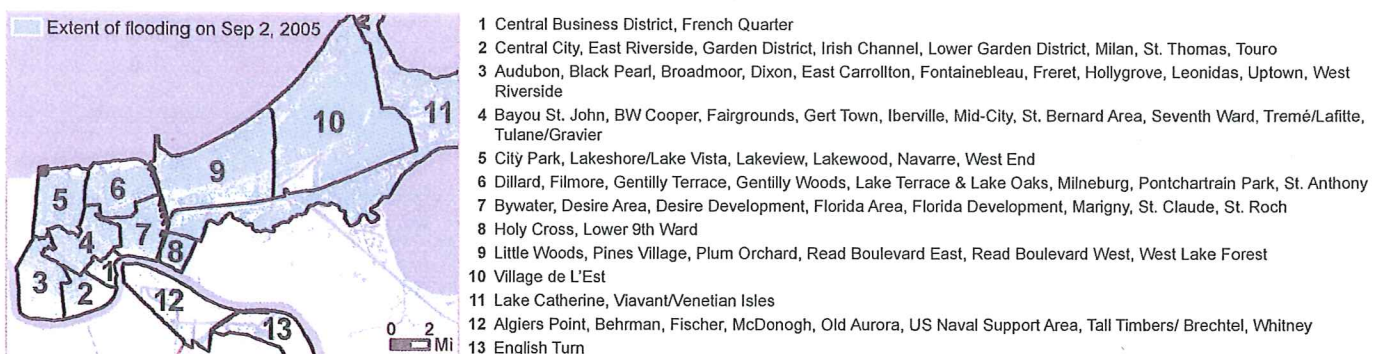 Extent of flooding on Sep 2, 2005
1 Central Business District, French Quarter
2 Central City, East Riverside, Garden District, Irish Channel, Lower Garden District, Milan, St. Thomas, Touro
3 Audubon, Black Pearl, Broadmoor, Dixon, East Carrollton, Fontainebleau, Freret, Hollygrove, Leonidas, Uptown, West
Riverside
4 Bayou St. John, BW Cooper, Fairgrounds, Gert Town, Iberville, Mid-City, St. Bernard Area, Seventh Ward, Tremé/Lafitte,
Tulane/Gravier
5 City Park, Lakeshore/Lake Vista, Lakeview, Lakewood, Navarre, West End
6 Dillard, Filmore, Gentilly Terrace, Gentilly Woods, Lake Terrace & Lake Oaks, Milneburg, Pontchartrain Park, St. Anthony
7 Bywater, Desire Area, Desire Development, Florida Area, Florida Development, Marigny, St. Claude, St. Roch
8 Holy Cross, Lower 9th Ward
9 Little Woods, Pines Village, Plum Orchard, Read Boulevard East, Read Boulevard West, West Lake Forest
10 Village de L'Est
11 Lake Catherine, Viavant/Venetian Isles
12 Algiers Point, Behrman, Fischer, McDonogh, Old Aurora, US Naval Support Area, Tall Timbers/ Brechtel, Whitney
13 English Turn
10
11
9
6
5
7
4
8
1
3
2
12
13
0 2
Mi